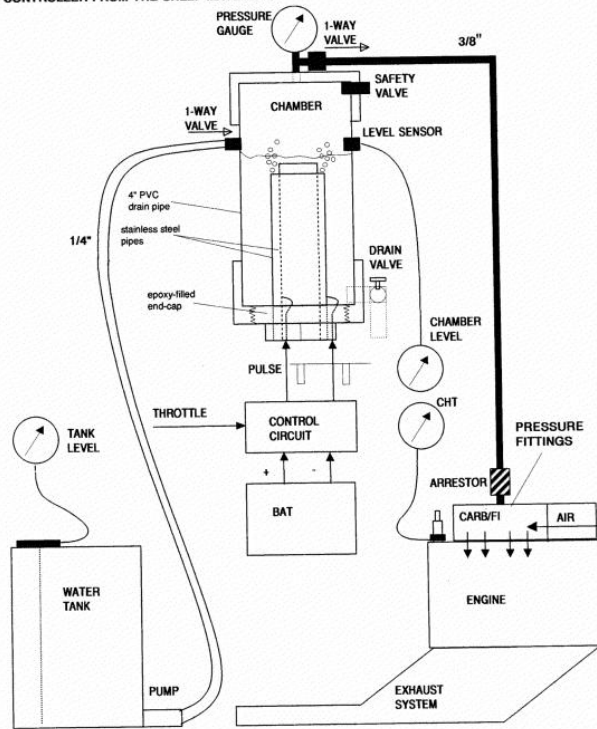 PRESSURE
GAUGE
1-WAY
VALVE
3/8"
SAFETY
VALVE
CHAMBER
1-WAY
VALVE
LEVEL SENSOR
4" PVC
drain pipe
stainless steel
pipes
1/4"
DRAIN
VALVE
epoxy-filled
end-cap
CHAMBER
LEVEL
PULSE
THROTTLE
CONTROL
CIRCUIT
CHT
TANK
LEVEL
PRESSURE
FITTINGS
+ -
ARRESTOR
BAT
CARB/FI
AIR
WATER
TANK
ENGINE
PUMP
EXHAUST
SYSTEM